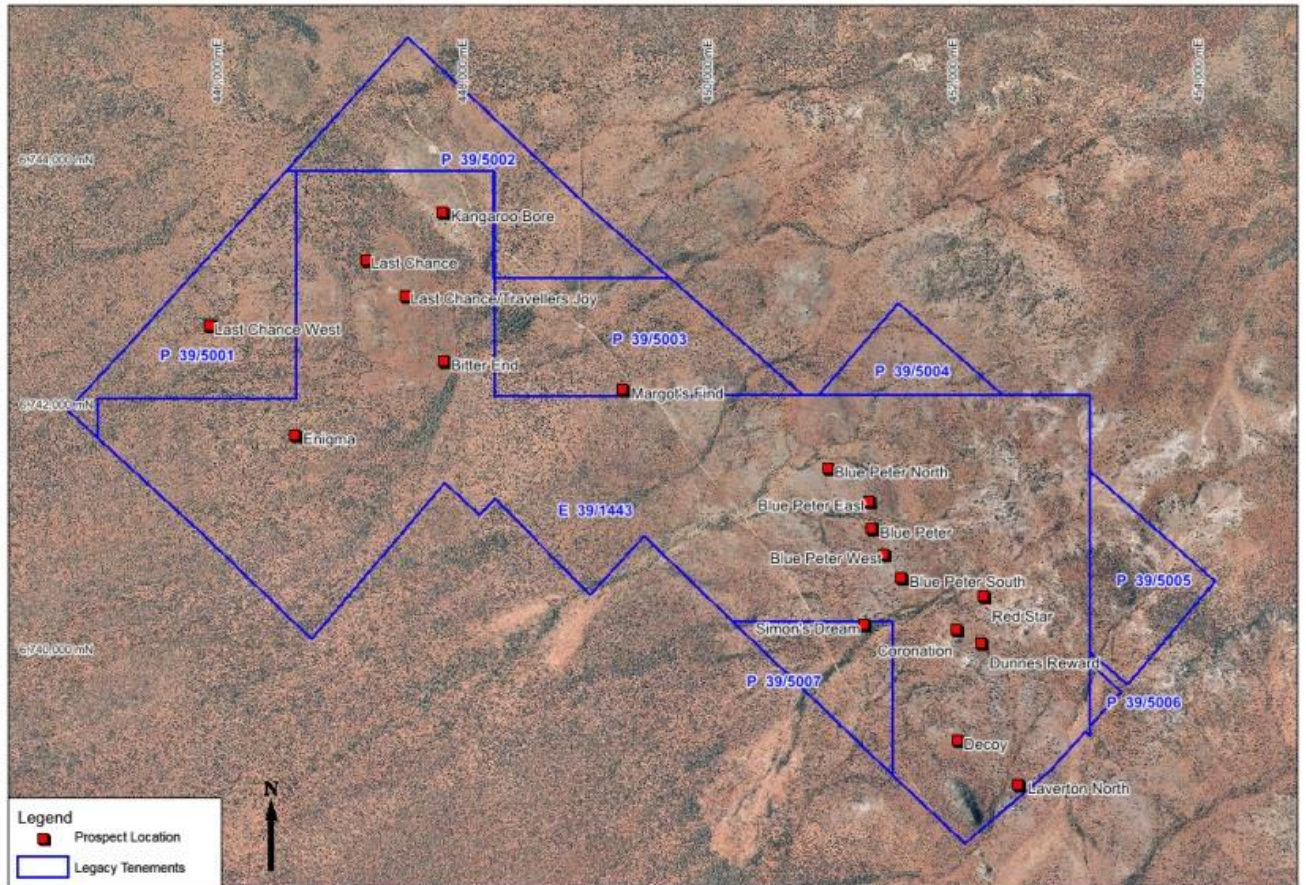 446,000 mE
448,000 mE
450,000 mE
452,000 mE
454,000 mE
6,744,000 mN
P 39/5002
Kangaroo Bore
Last Chance
Last Chance/Travellers Joy
Last Chance West
P 39/5001
P 39/5003
Bitter End
P 39/5004
Margot's Find
6,742,000 mN
Enigma
Blue Peter North
Blue Peter East
E 39/1443
Blue Peter
Blue Peter West
Blue Peter South
P 39/5005
Red Star
Simon's Dream
Coronation
6,740,000 mN
Dunnes Reward
P 39/5007
P 39/5006
Decoy
Laverton North
N
Legend
Prospect Location
Legacy Tenements